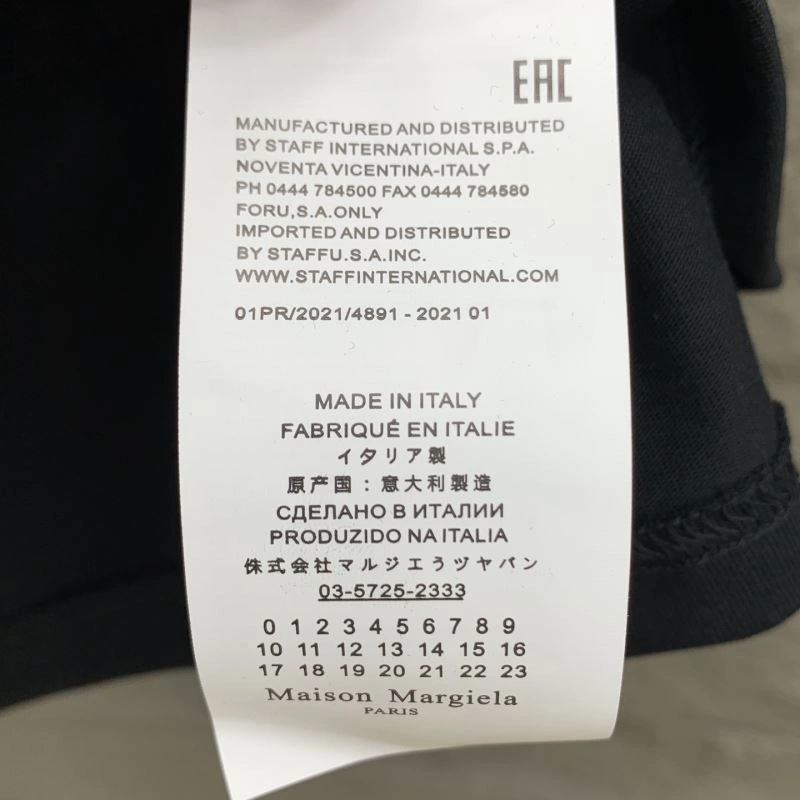 EAC
MANUFACTURED AND DISTRIBUTED
BY STAFF INTERNATIONAL S.P.A.
NOVENTA VICENTINA-ITALY
PH 0444 784500 FAX 0444 784580
FORU,S.A.ONLY
IMPORTED AND DISTRIBUTED
BY STAFFU.S.A.INC.
WWW.STAFFINTERNATIONAL.COM
01PR/2021/4891 - 2021 01
MADE IN ITALY
FABRIQUÉ EN ITALIE
イタリア製
原产国：意大利製造
СДЕЛАНО В ИТАЛИИ
PRODUZIDO NA ITALIA
侏式会社マルジエうヅヤバン
03-5725-2333
0 1 2 3 4 5 6 7 8 9
10 11 12 13 14 15 16
17 18 19 20 21 22 23
Maison Margiela
PARIS